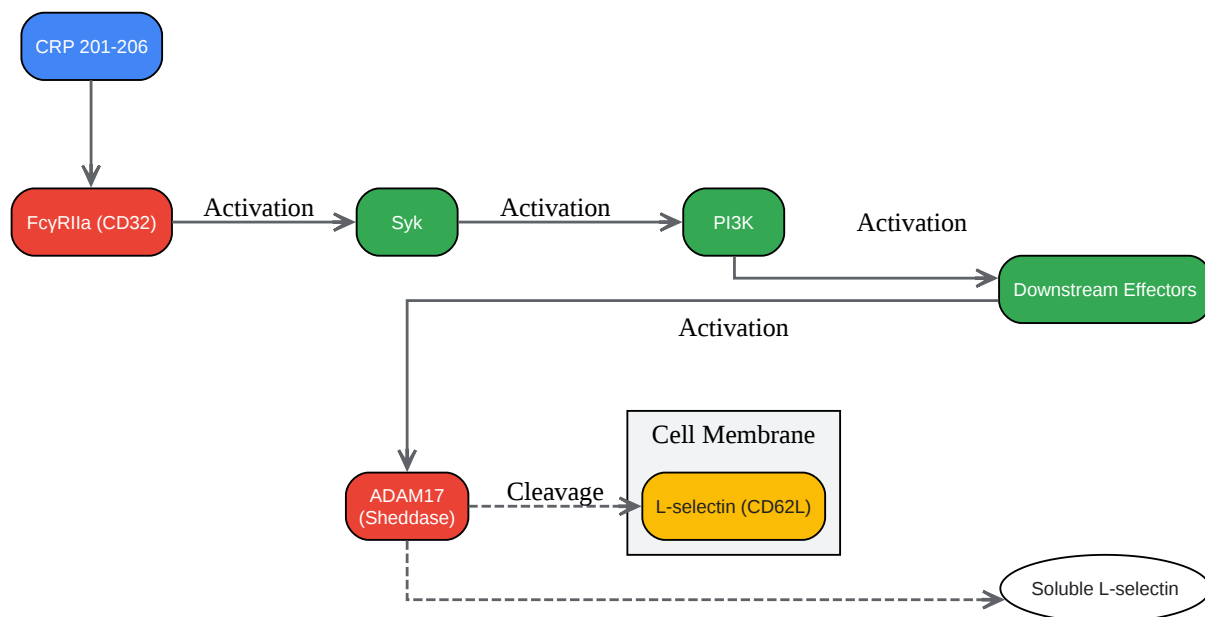 CRP 201-206
FcγRIIa (CD32)
Activation
Syk
Activation
PI3K
Activation
Downstream Effectors
Activation
Cell Membrane
ADAM17
(Sheddase)
Cleavage
L-selectin (CD62L)
Soluble L-selectin